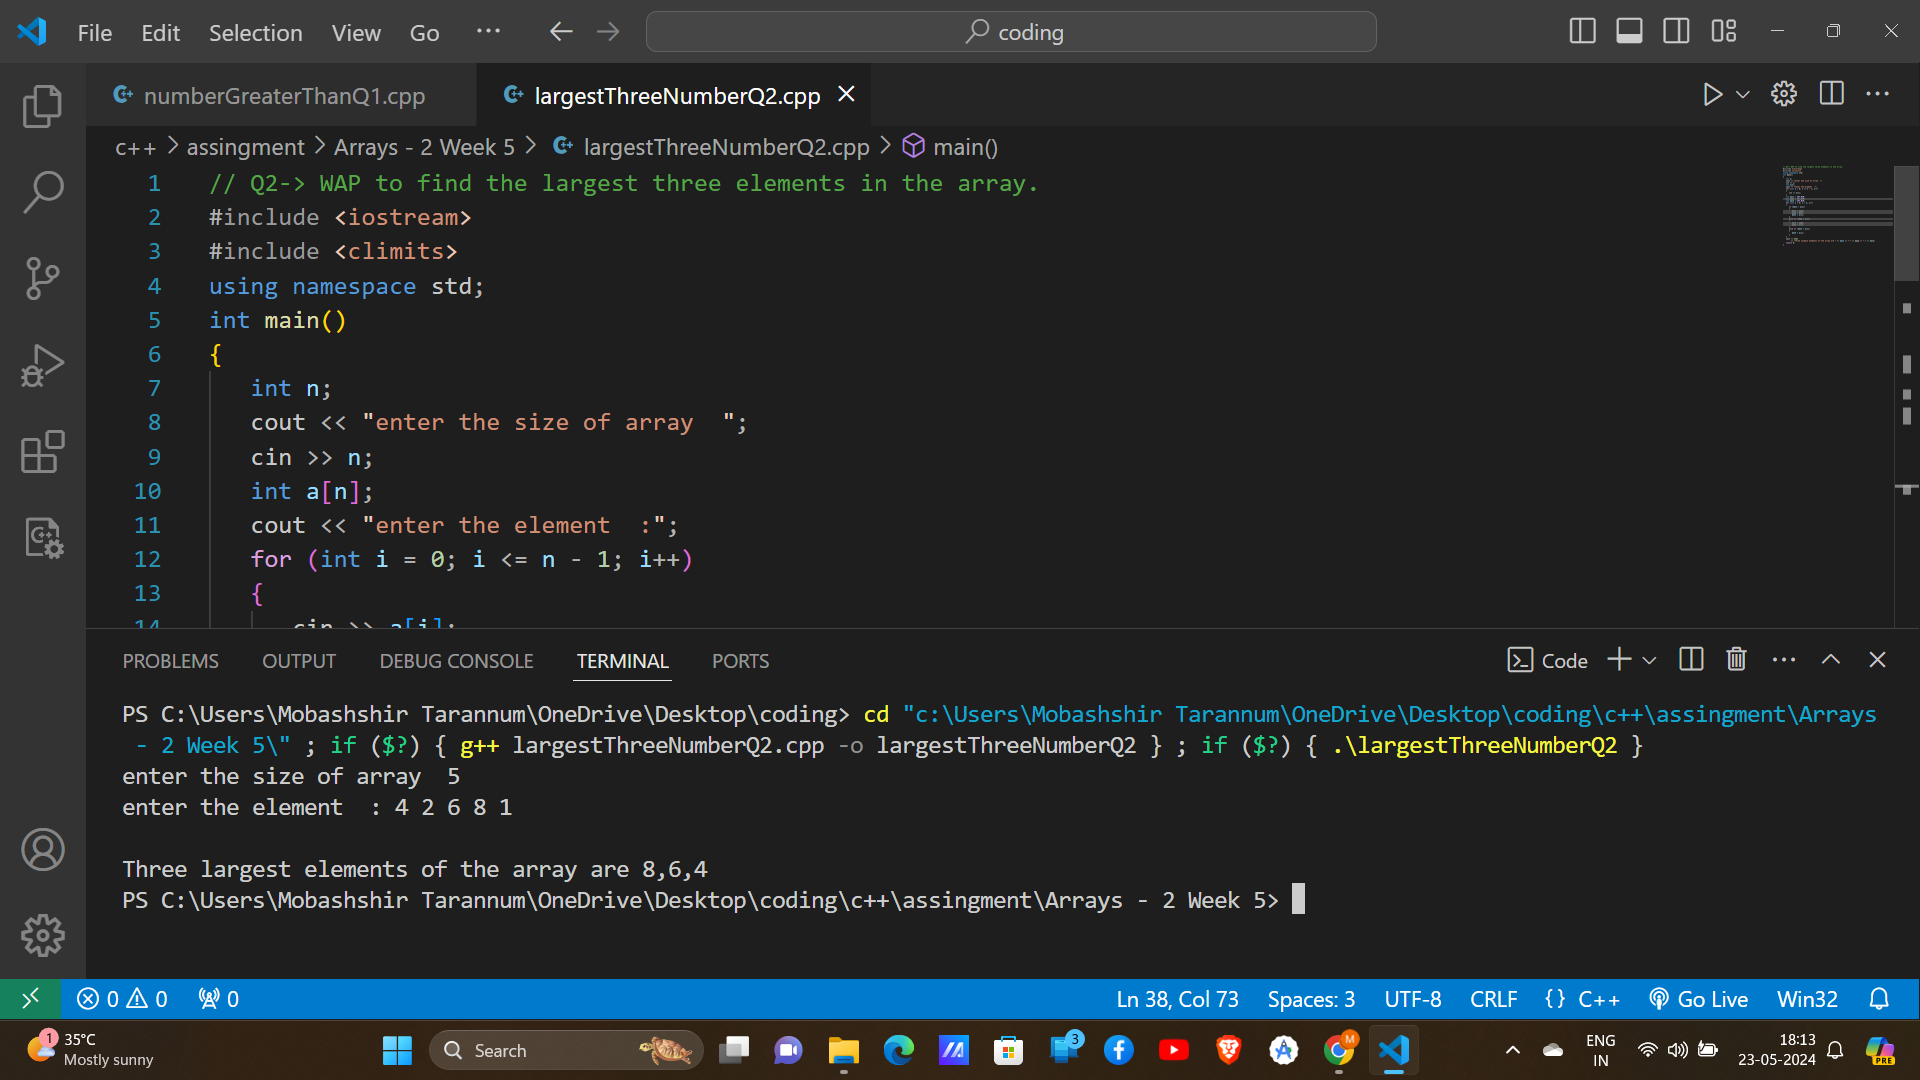 File Edit Selection View Go ··· coding
numberGreaterThanQ1.cpp largestThreeNumberQ2.cpp
c++ > assingment > Arrays - 2 Week 5 > largestThreeNumberQ2.cpp > main()
1 // Q2-> WAP to find the largest three elements in the array.
2 #include <iostream>
3 #include <climits>
4 using namespace std;
5 int main()
6 {
7 int n;
8 cout << "enter the size of array  ";
9 cin >> n;
10 int a[n];
11 cout << "enter the element  :";
12 for (int i = 0; i <= n - 1; i++)
13 {
14 cin >> a[i];
PROBLEMS OUTPUT DEBUG CONSOLE TERMINAL PORTS Code
PS C:\Users\Mobashshir Tarannum\OneDrive\Desktop\coding> cd "c:\Users\Mobashshir Tarannum\OneDrive\Desktop\coding\c++\assingment\Arrays
- 2 Week 5\" ; if ($?) { g++ largestThreeNumberQ2.cpp -o largestThreeNumberQ2 } ; if ($?) { .\largestThreeNumberQ2 }
enter the size of array  5
enter the element  : 4 2 6 8 1
Three largest elements of the array are 8,6,4
PS C:\Users\Mobashshir Tarannum\OneDrive\Desktop\coding\c++\assingment\Arrays - 2 Week 5>
0 0 0 Ln 38, Col 73 Spaces: 3 UTF-8 CRLF {} C++ Go Live Win32
1 35°C
Mostly sunny
Search
3
M
ENG
IN
18:13
23-05-2024
PRE